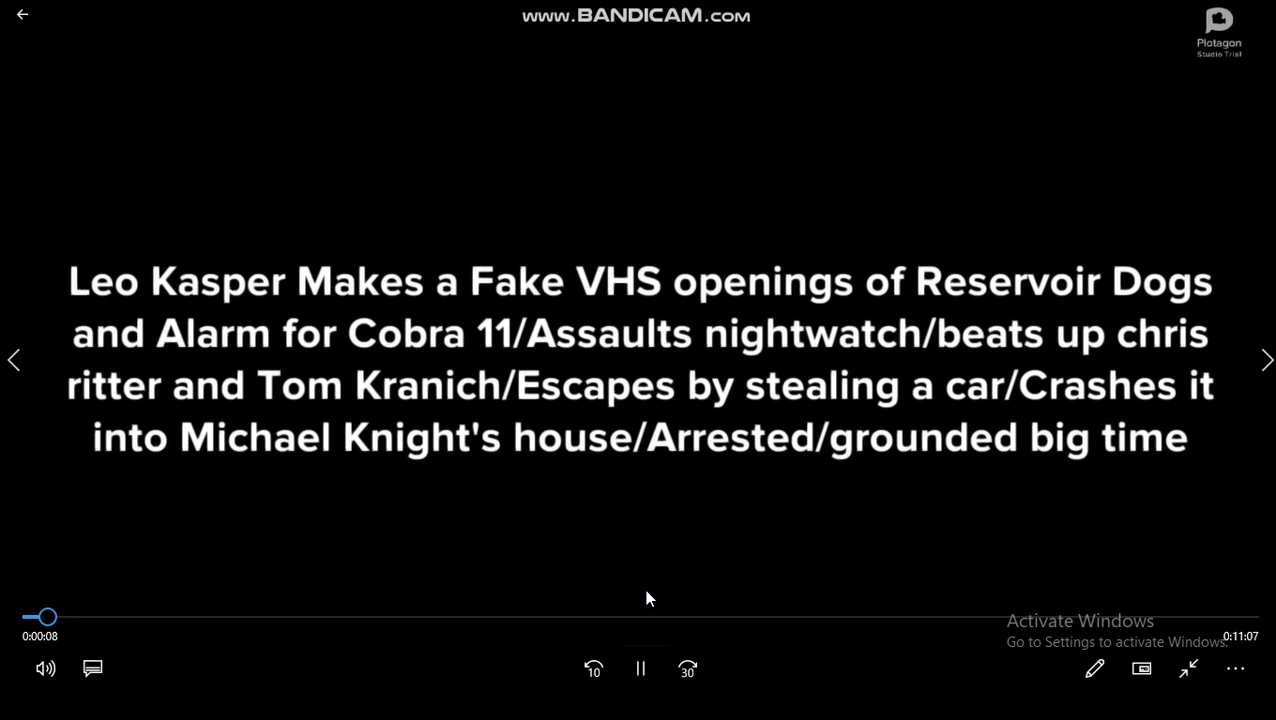 www.BANDICAM.COM
Plotagon
Studio Trial
Leo Kasper Makes a Fake VHS openings of Reservoir Dogs
and Alarm for Cobra 11/Assaults nightwatch/beats up chris
ritter and Tom Kranich/Escapes by stealing a car/Crashes it
into Michael Knight's house/Arrested/grounded big time
Activate Windows
Go to Settings to activate Windows.
0:00:08
0:11:07
10
30